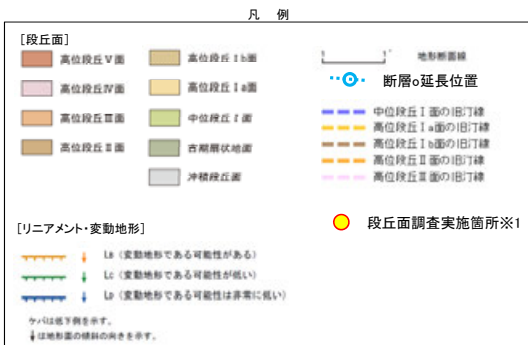 凡 例
[段丘面]
高位段丘Ⅴ面
高位段丘Ⅳ面
高位段丘Ⅲ面
高位段丘Ⅱ面
高位段丘Ⅰb面
高位段丘Ⅰa面
中位段丘Ⅰ面
古期扇状地面
沖積段丘面
地形断面線
断層o延長位置
中位段丘Ⅰ面の旧汀線
高位段丘Ⅰa面の旧汀線
高位段丘Ⅰb面の旧汀線
高位段丘Ⅱ面の旧汀線
高位段丘Ⅲ面の旧汀線
段丘面調査実施箇所※1
[リニアメント・変動地形]
LB (変動地形である可能性がある)
LC (変動地形である可能性が低い)
LD (変動地形である可能性は非常に低い)
ケバは低下側を示す。
↓は地形面の傾斜の向きを示す。